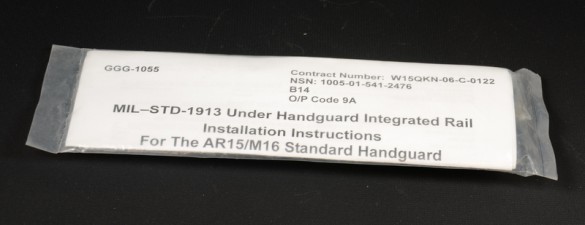 GGG-1055
Contract Number: W15QKN-06-C-0122
NSN: 1005-01-541-2476
B14
O/P Code 9A
MIL–STD-1913 Under Handguard Integrated Rail
Installation Instructions
For The AR15/M16 Standard Handguard